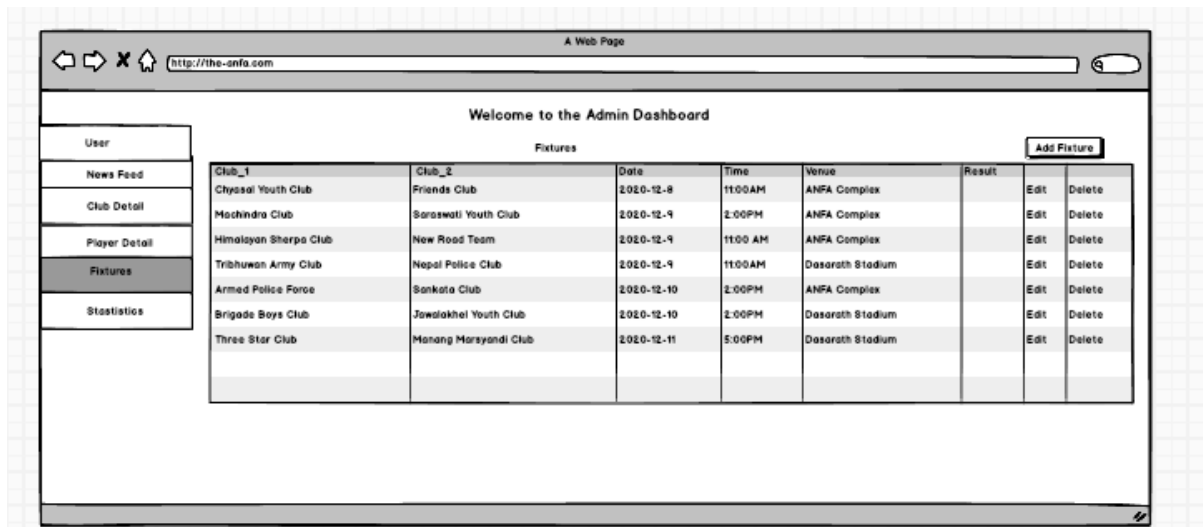 A Web Page
http://the-anfa.com
Welcome to the Admin Dashboard
User
News Feed
Club Detail
Player Detail
Fixtures
Stastistics
Fixtures
Add Fixture
Club_1 Club_2 Date Time Venue Result
Chyasal Youth Club Friends Club 2020-12-8 11:00AM ANFA Complex Edit Delete
Machindra Club Saraswati Youth Club 2020-12-9 2:00PM ANFA Complex Edit Delete
Himalayan Sherpa Club New Road Team 2020-12-9 11:00 AM ANFA Complex Edit Delete
Tribhuwan Army Club Nepal Police Club 2020-12-9 11:00AM Dasarath Stadium Edit Delete
Armed Police Force Sankata Club 2020-12-10 2:00PM ANFA Complex Edit Delete
Brigade Boys Club Jawalakhel Youth Club 2020-12-10 2:00PM Dasarath Stadium Edit Delete
Three Star Club Manang Marsyandi Club 2020-12-11 5:00PM Dasarath Stadium Edit Delete